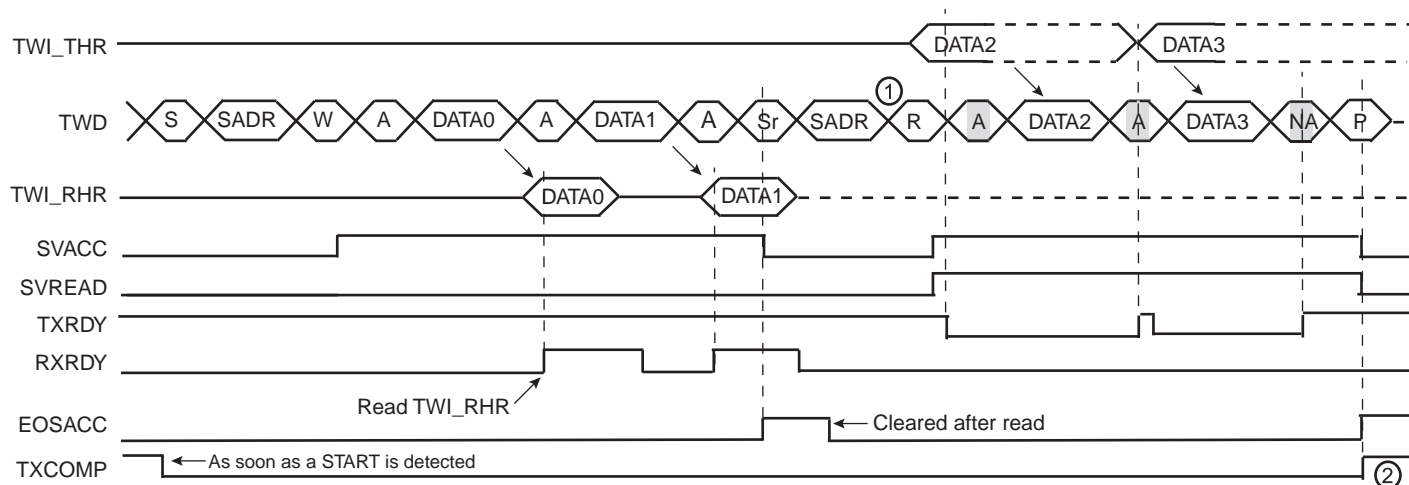 TWI_THR DATA2 DATA3
1
TWD S SADR W A DATA0 A DATA1 A Sr SADR R A DATA2 A DATA3 NA P
TWI_RHR DATA0 DATA1
SVACC
SVREAD
TXRDY
RXRDY
Read TWI_RHR
EOSACC Cleared after read
TXCOMP As soon as a START is detected 2